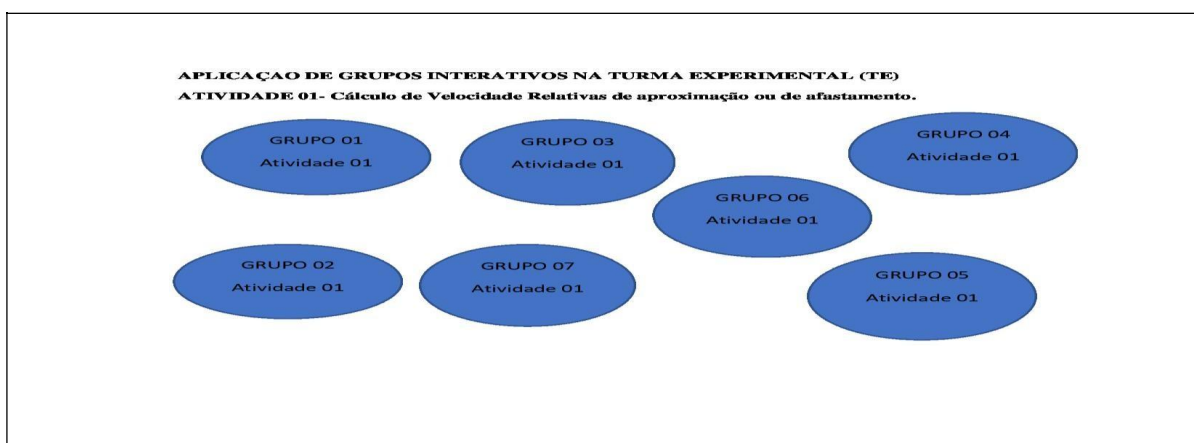 APLICAÇAO DE GRUPOS INTERATIVOS NA TURMA EXPERIMENTAL (TE)
ATIVIDADE 01- Cálculo de Velocidade Relativas de aproximação ou de afastamento.
GRUPO 01
Atividade 01
GRUPO 03
Atividade 01
GRUPO 04
Atividade 01
GRUPO 06
Atividade 01
GRUPO 02
Atividade 01
GRUPO 07
Atividade 01
GRUPO 05
Atividade 01